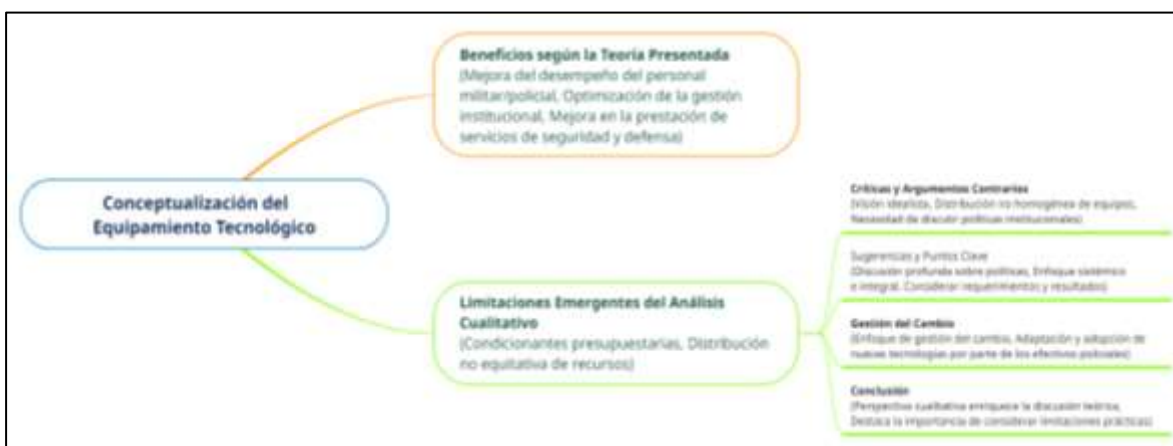 Conceptualización del
Equipamiento Tecnológico
Beneficios según la Teoría Presentada
(Mejora del desempeño del personal
militar/policial, Optimización de la gestión
institucional, Mejora en la prestación de
servicios de seguridad y defensa)
Limitaciones Emergentes del Análisis
Cualitativo
(Condicionantes presupuestarias, Distribución
no equitativa de recursos)
Críticas y Argumentos Contrarios
(Visión idealista, Distribución no homogénea de equipos,
Necesidad de discutir políticas institucionales)
Sugerencias y Puntos Clave
(Discusión profunda sobre políticas, Enfoque sistémico
e integral, Considerar requerimientos y resultados)
Gestión del Cambio
(Enfoque de gestión del cambio, Adaptación y adopción de
nuevas tecnologías por parte de los efectivos policiales)
Conclusión
(Perspectiva cualitativa enriquece la discusión teórica,
Destaca la importancia de considerar limitaciones prácticas)